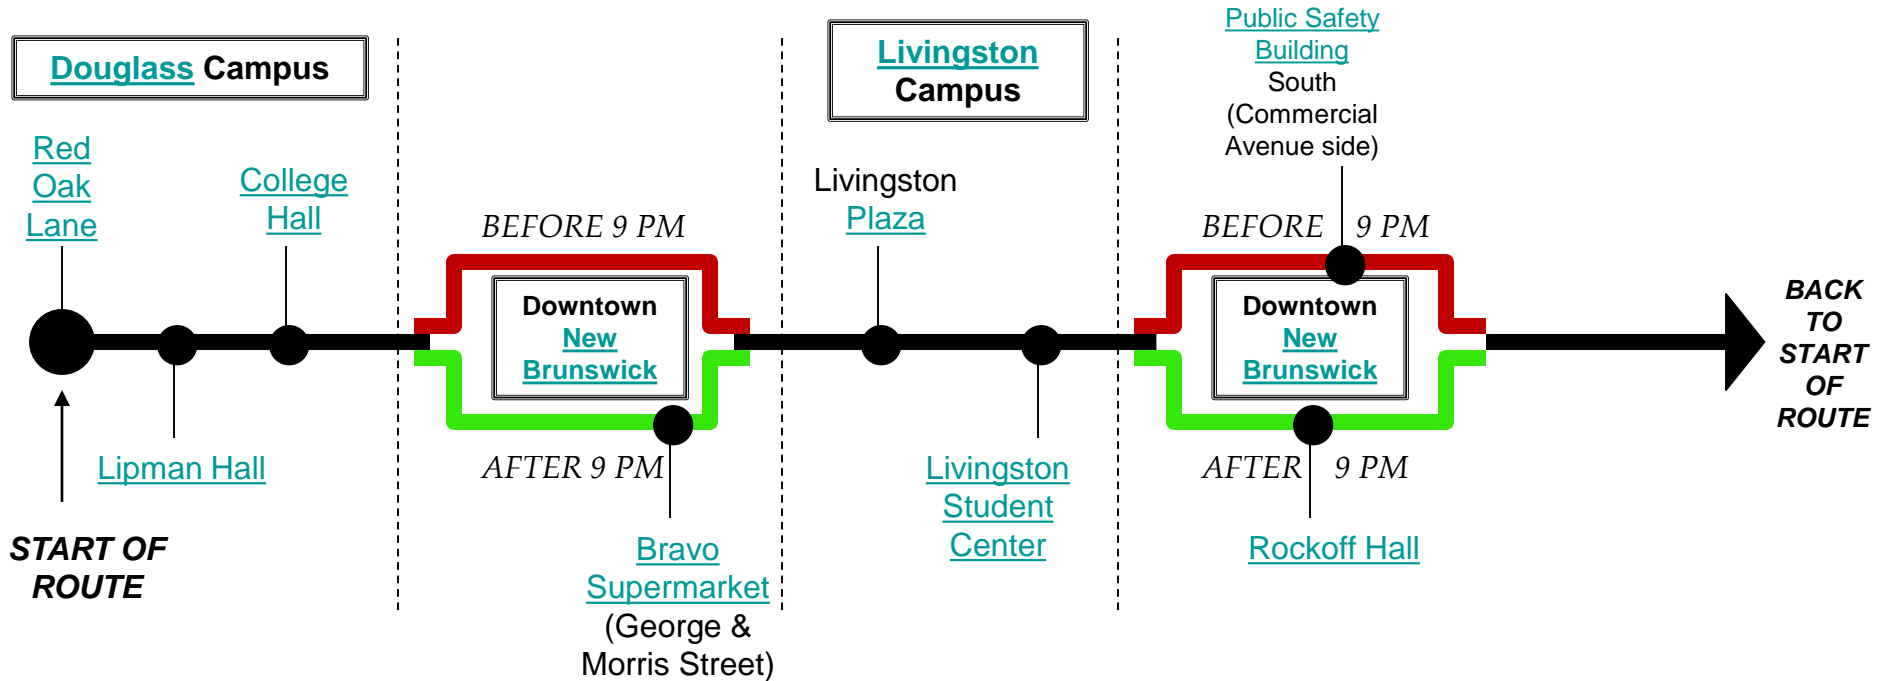 Douglass Campus
Red
Oak
Lane
College
Hall
Lipman Hall
START OF
ROUTE
BEFORE 9 PM
Downtown
New
Brunswick
AFTER 9 PM
Bravo
Supermarket
(George &
Morris Street)
Livingston
Campus
Livingston
Plaza
Livingston
Student
Center
Public Safety
Building
South
(Commercial
Avenue side)
BEFORE 9 PM
Downtown
New
Brunswick
AFTER 9 PM
Rockoff Hall
BACK
TO
START
OF
ROUTE